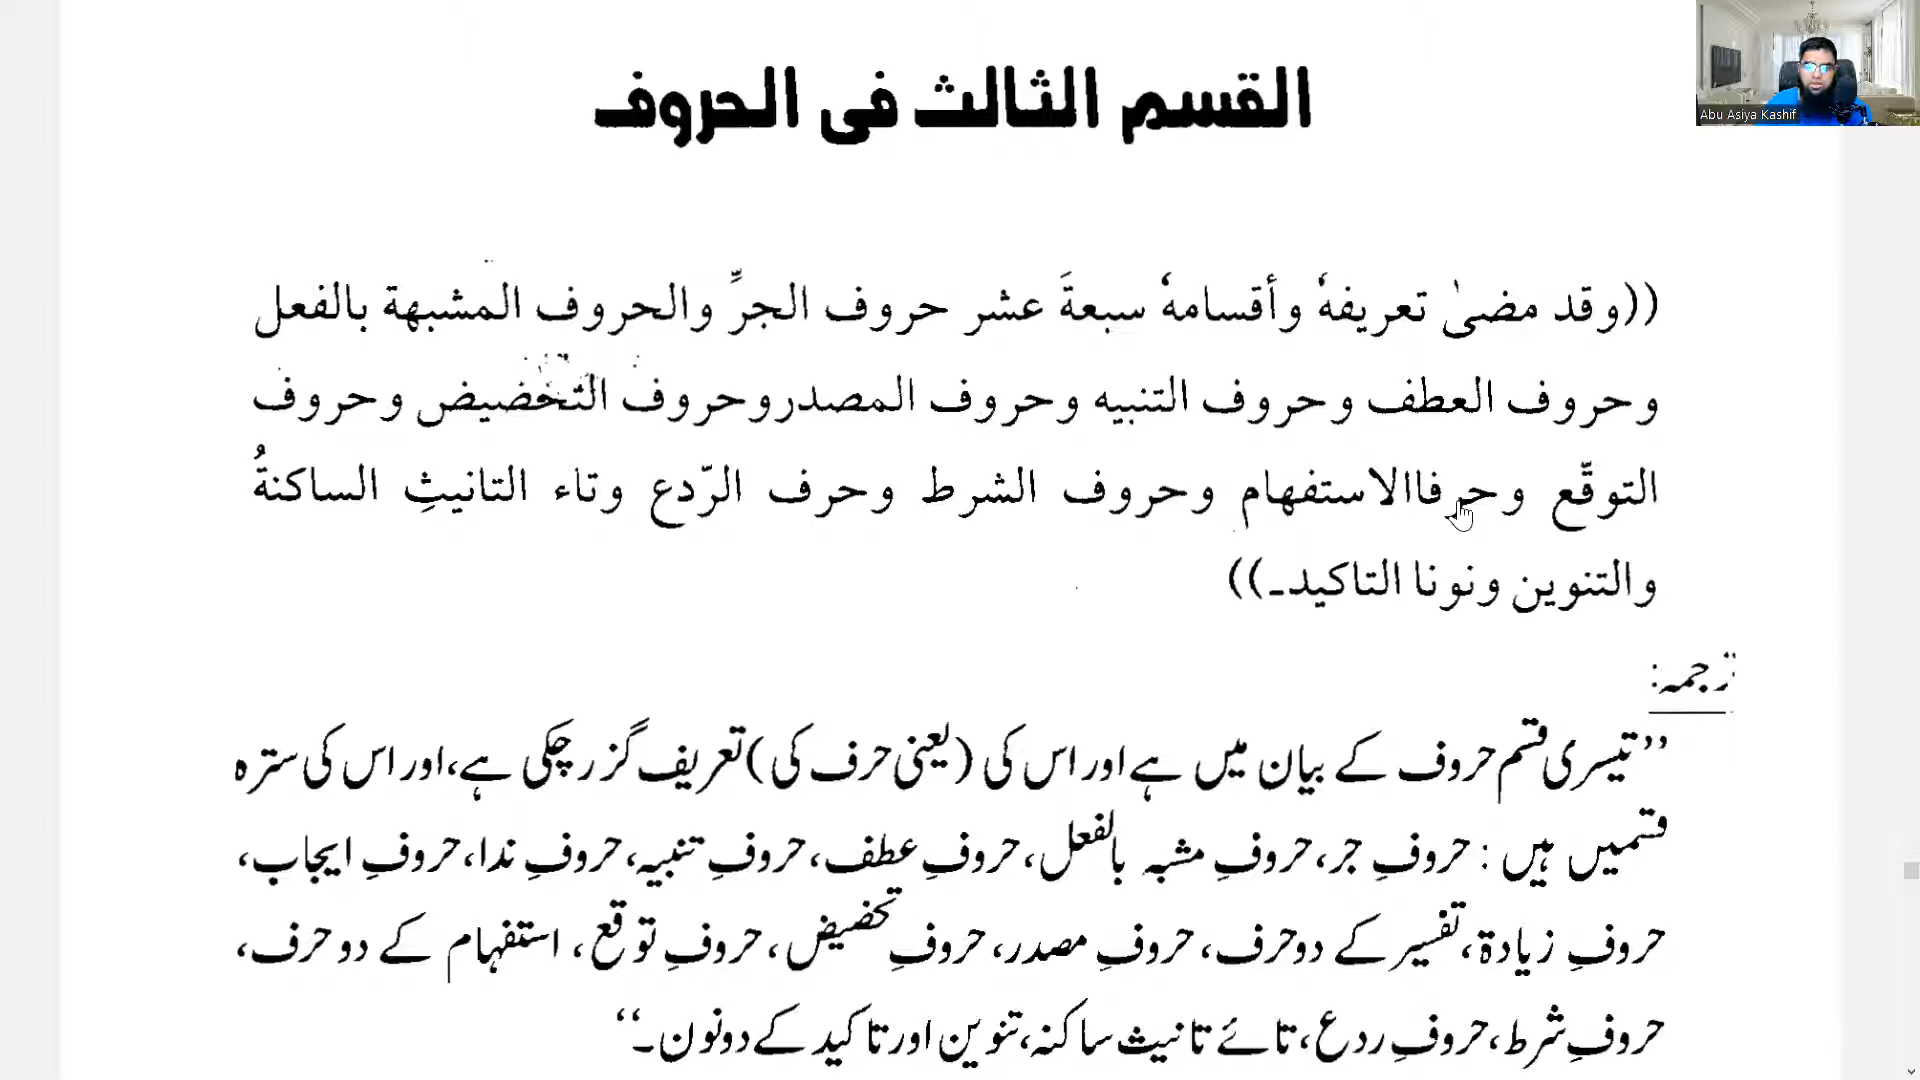 القسم الثالث فى الحروف
Abu Asiya Kashif
((وقد مضىٰ تعريفهٗ وأقسامهٗ سبعةَ عشر حروف الجرِّ والحروف المشبهة بالفعل
وحروف العطف وحروف التنبيه وحروف المصدروحروف التخضيض وحروف
التوقّع وحرفاالاستفهام وحروف الشرط وحرف الرّدع وتاء التانيثِ الساكنةُ
والتنوين ونونا التاكيد۔))
ترجمہ:
’’تیسری قسم حروف کے بیان میں ہے اور اس کی (یعنی حرف کی) تعریف گزر چکی ہے، اور اس کی سترہ
قسمیں ہیں : حروفِ جر، حروفِ مشبہ بالفعل، حروفِ عطف، حروفِ تنبیہ، حروفِ ندا، حروفِ ایجاب،
حروفِ زیادۃ، تفسیر کے دو حرف، حروفِ مصدر، حروفِ تخضیض، حروفِ توقع، استفہام کے دو حرف،
حروفِ شرط، حروفِ ردع، تائے تانیث ساکنہ، تنوین اور تاکید کے دونون۔‘‘